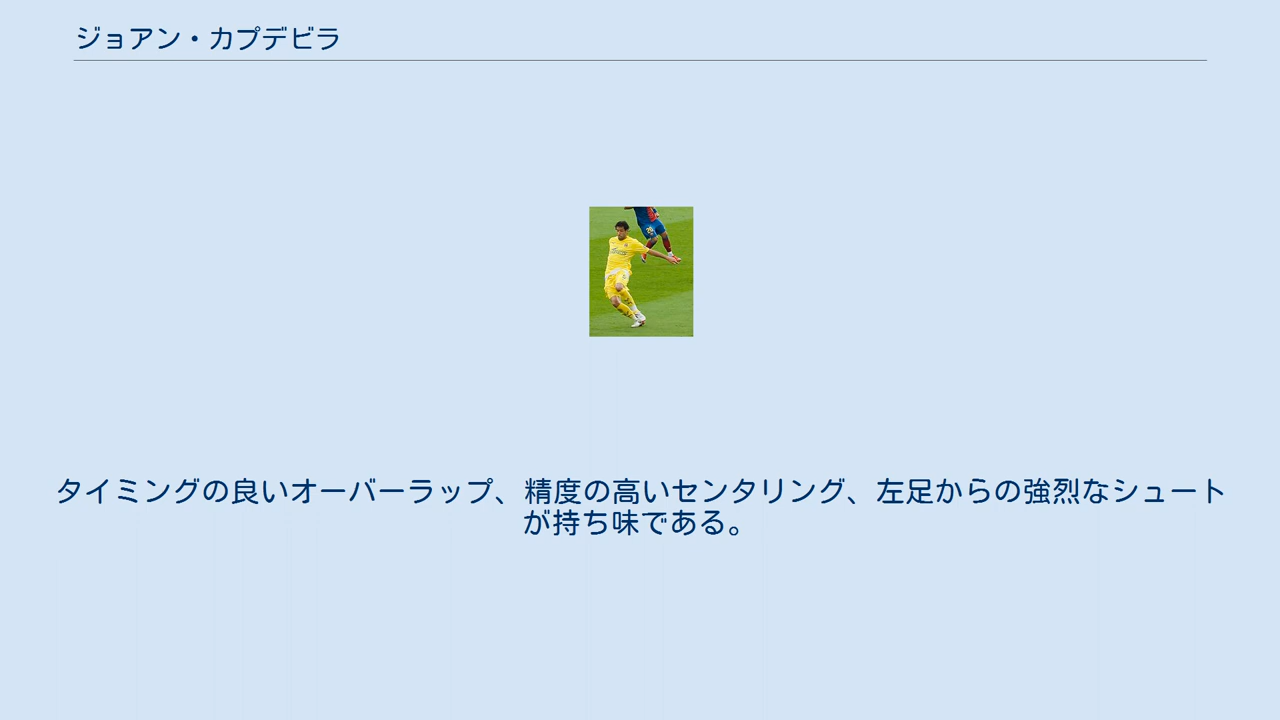 ジョアン・カプデビラ
タイミングの良いオーバーラップ、精度の高いセンタリング、左足からの強烈なシュート
が持ち味である。